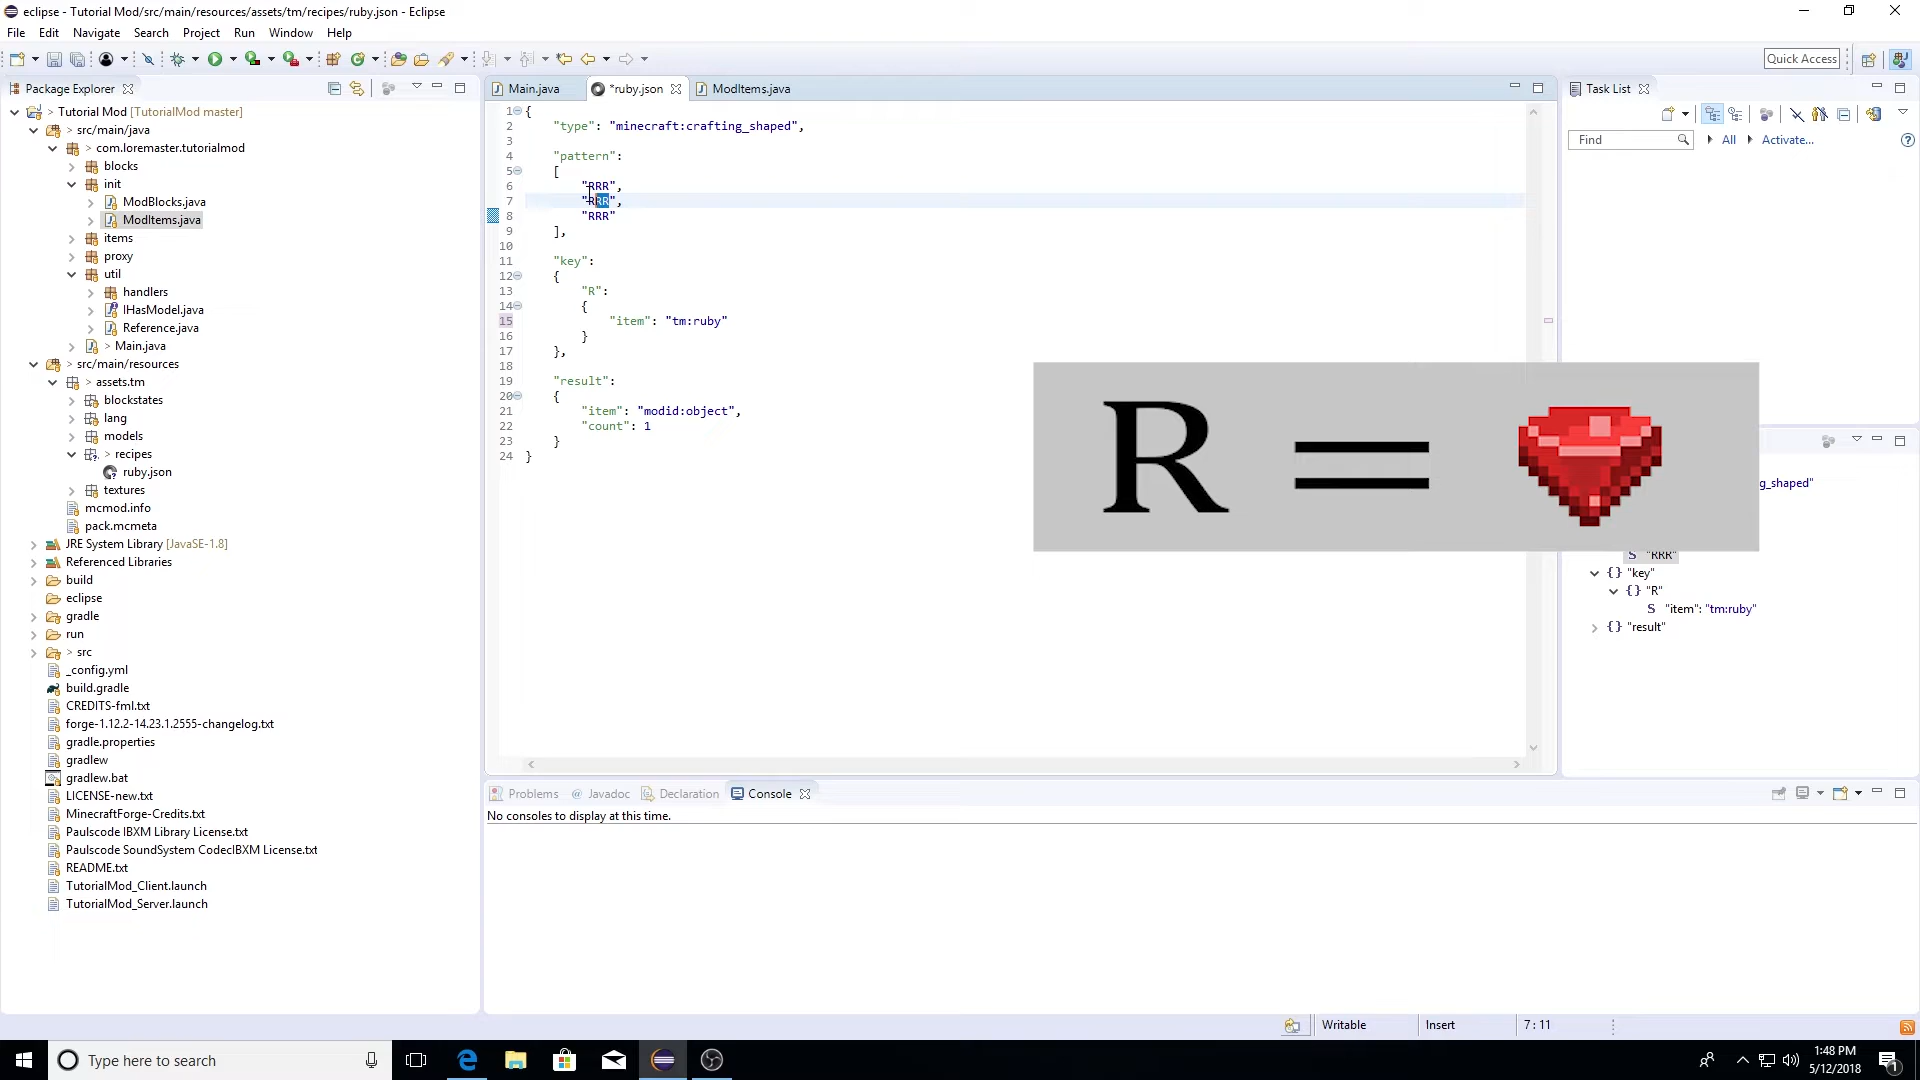 eclipse - Tutorial Mod/src/main/resources/assets/tm/recipes/ruby.json - Eclipse
File Edit Navigate Search Project Run Window Help
Quick Access
Package Explorer
Tutorial Mod [TutorialMod master]
> src/main/java
> com.loremaster.tutorialmod
blocks
init
ModBlocks.java
ModItems.java
items
proxy
util
handlers
IHasModel.java
Reference.java
> Main.java
> src/main/resources
> assets.tm
blockstates
lang
models
> recipes
ruby.json
textures
mcmod.info
pack.mcmeta
JRE System Library [JavaSE-1.8]
Referenced Libraries
build
eclipse
gradle
run
> src
_config.yml
build.gradle
CREDITS-fml.txt
forge-1.12.2-14.23.1.2555-changelog.txt
gradle.properties
gradlew
gradlew.bat
LICENSE-new.txt
MinecraftForge-Credits.txt
Paulscode IBXM Library License.txt
Paulscode SoundSystem CodecIBXM License.txt
README.txt
TutorialMod_Client.launch
TutorialMod_Server.launch
Main.java *ruby.json ModItems.java
1 {
2 "type": "minecraft:crafting_shaped",
3
4 "pattern":
5 [
6 "RRR",
7 "RRR",
8 "RRR"
9 ],
10
11 "key":
12 {
13 "R":
14 {
15 "item": "tm:ruby"
16 }
17 },
18
19 "result":
20 {
21 "item": "modid:object",
22 "count": 1
23 }
24 }
R =
Task List
Find All Activate...
g_shaped"
"RRR"
"key"
"R"
"item": "tm:ruby"
"result"
Problems @ Javadoc Declaration Console
No consoles to display at this time.
Writable Insert 7 : 11
Type here to search
1:48 PM
5/12/2018
1